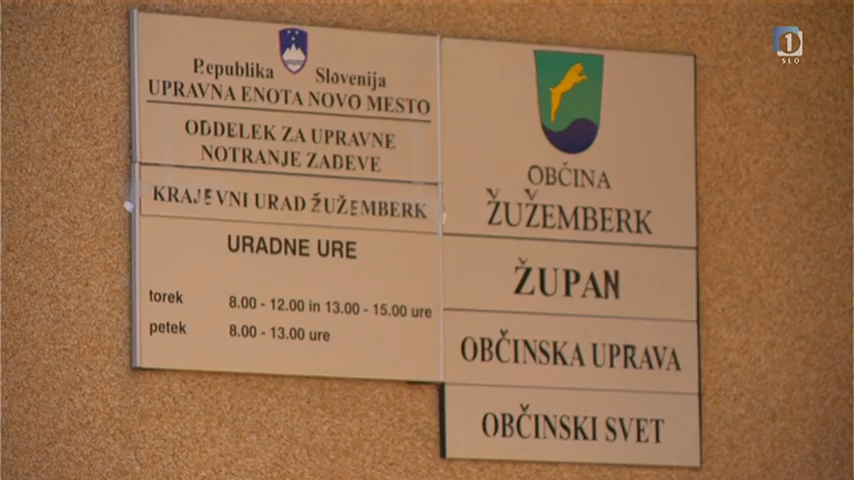 Republika Slovenija
UPRAVNA ENOTA NOVO MESTO
ODDELEK ZA UPRAVNE
NOTRANJE ZADEVE
KRAJEVNI URAD ŽUŽEMBERK
URADNE URE
torek 8.00 - 12.00 in 13.00 - 15.00 ure
petek 8.00 - 13.00 ure
OBČINA
ŽUŽEMBERK
ŽUPAN
OBČINSKA UPRAVA
OBČINSKI SVET
1
SLO